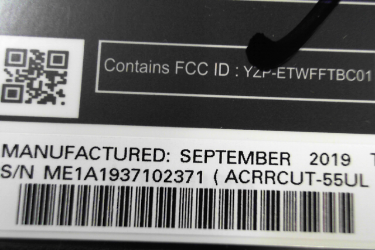 Contains FCC ID : YZP-ETWFFTBC01
MANUFACTURED: SEPTEMBER 2019 T
S/N ME1A1937102371 ( ACRRCUT-55UL